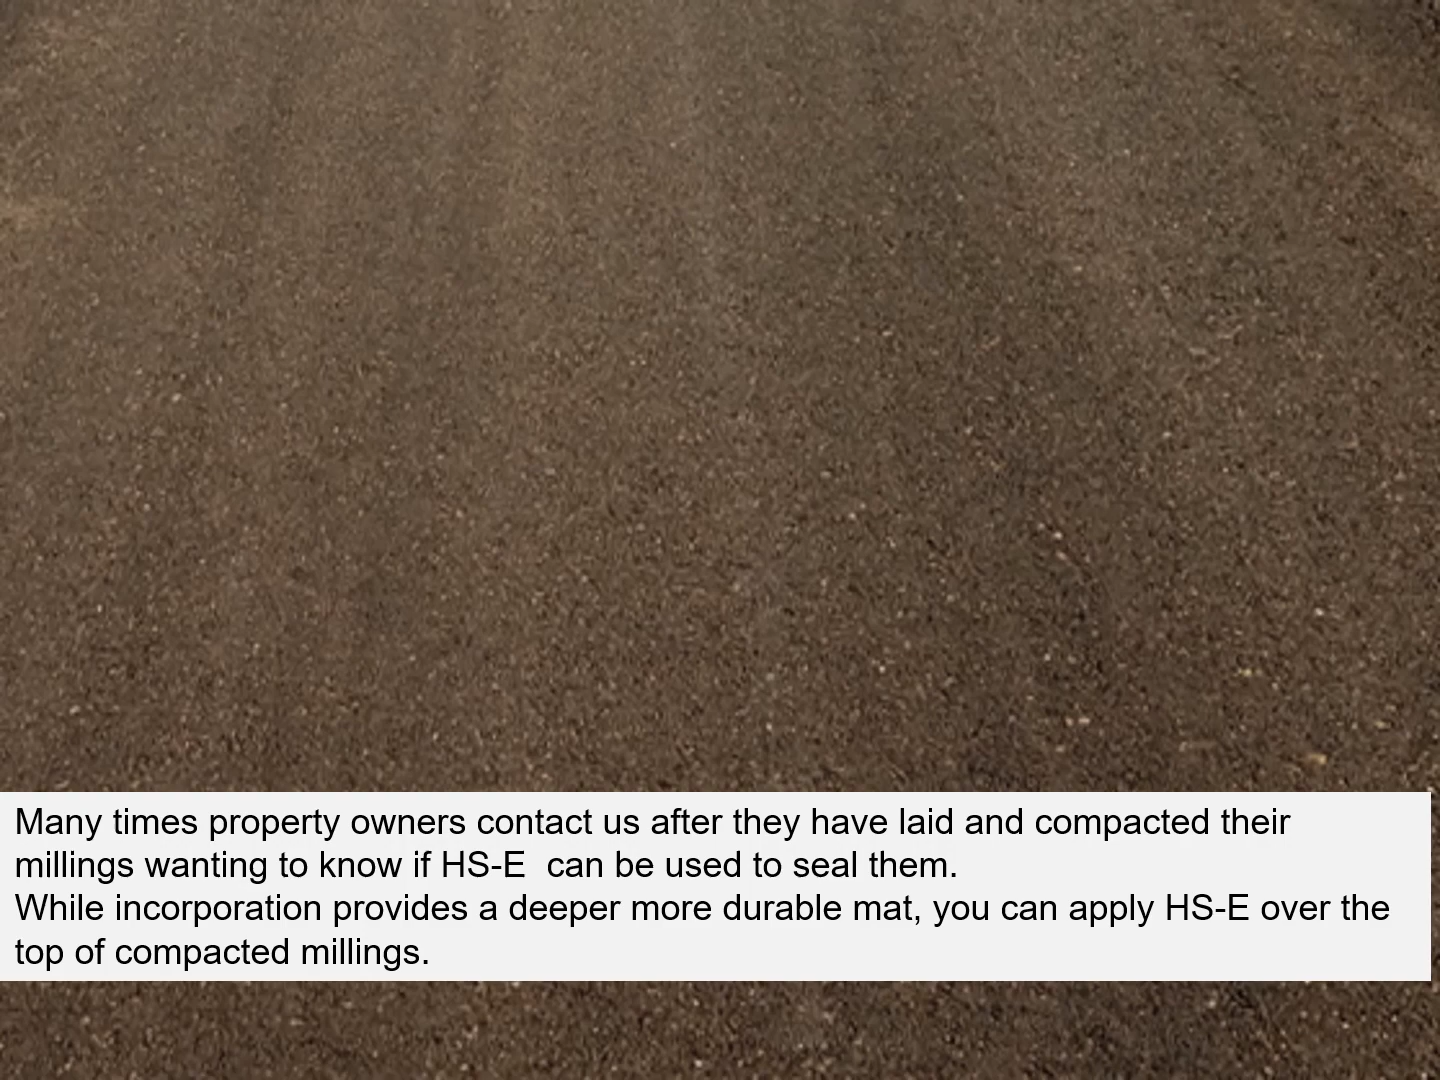 Many times property owners contact us after they have laid and compacted their
millings wanting to know if HS-E  can be used to seal them.
While incorporation provides a deeper more durable mat, you can apply HS-E over the
top of compacted millings.